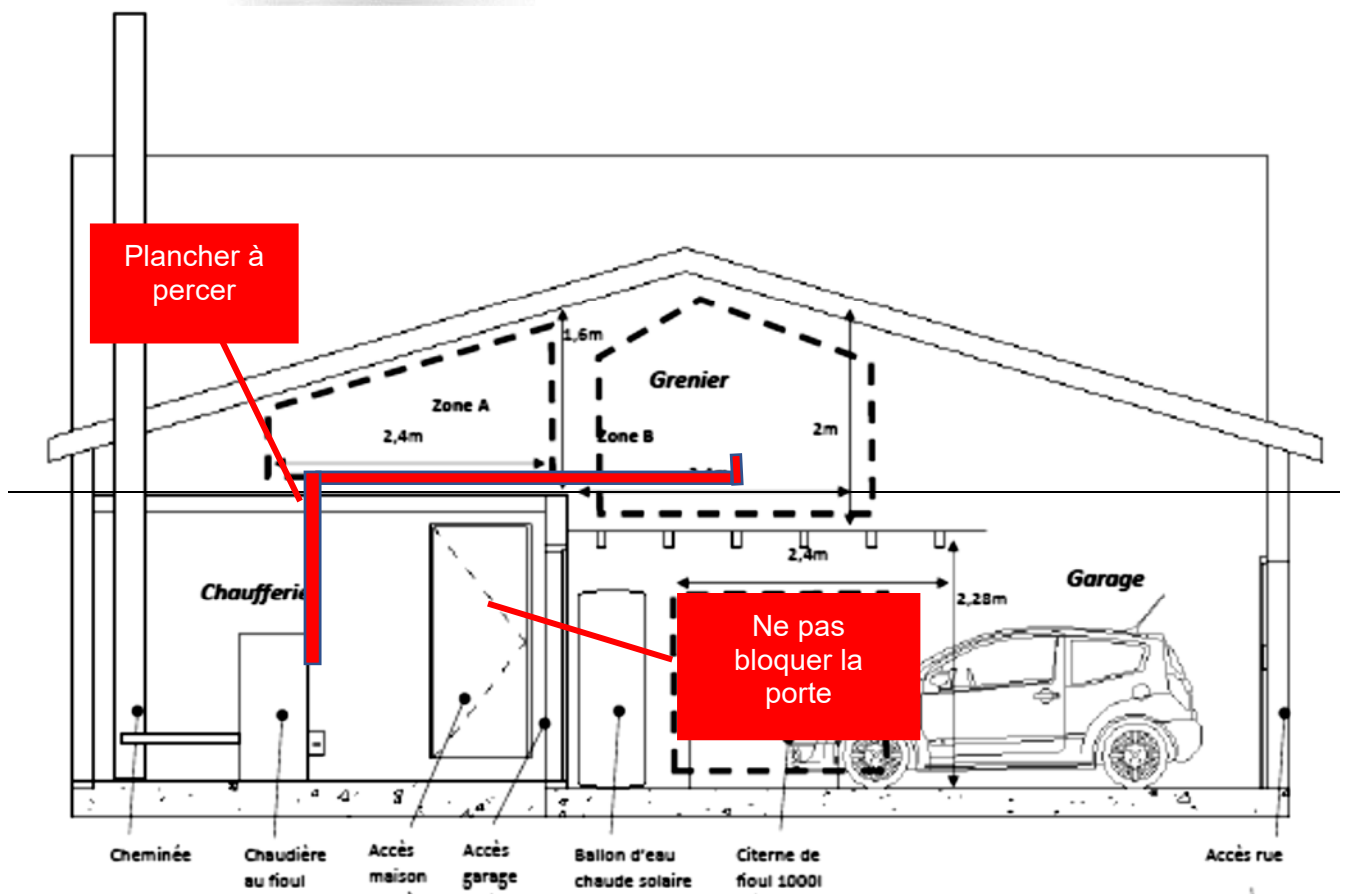 Plancher à
percer
1,6m
Grenier
Zone A
2,4m
Zone B
2m
2,4m
Chaufferie
Garage
2,28m
Ne pas
bloquer la
porte
Cheminée
Chaudière
au fioul
Accès
maison
Accès
garage
Ballon d'eau
chaude solaire
Citerne de
fioul 1000l
Accès rue